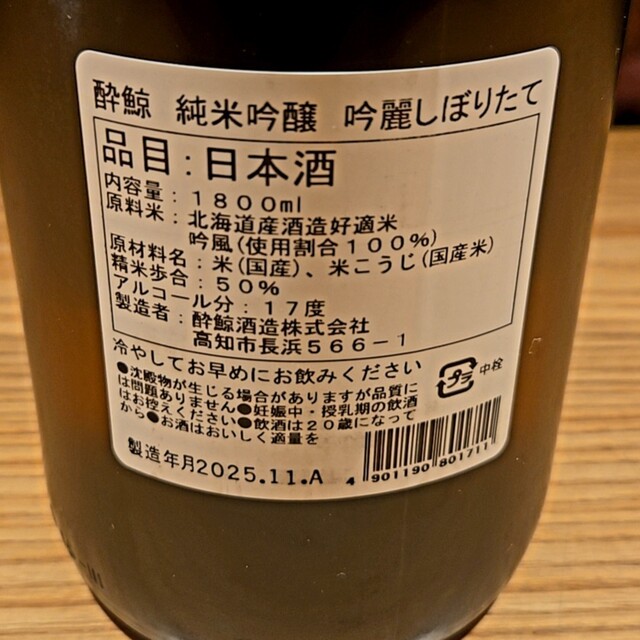 酔鯨 純米吟醸 吟麗しぼりたて
品目:日本酒
内容量:1800ml
原料米:北海道産酒造好適米
吟風(使用割合100%)
原材料名:米(国産)、米こうじ(国産米)
精米歩合:50%
アルコール分:17度
製造者:酔鯨酒造株式会社
高知市長浜566-1
冷やしてお早めにお飲みください
プラ 中栓
●沈殿物が生じる場合がありますが品質に
は問題ありません●妊娠中・授乳期の飲酒
はお控えください●飲酒は20歳になって
から●お酒はおいしく適量を
製造年月2025.11.A
4 901190 801711